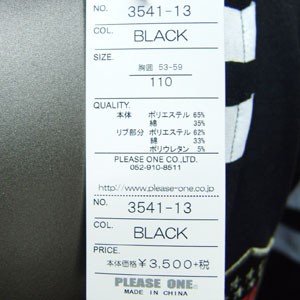 NO. 3541-13
COL. BLACK
SIZE.
胸囲 53-59
110
QUALITY.
本体 ポリエステル 65%
綿 35%
リブ部分 ポリエステル 62%
綿 33%
ポリウレタン 5%
PLEASE ONE CO.,LTD.
052-910-8511
http://www.please-one.co.jp
NO. 3541-13
COL. BLACK
PRICE.
本体価格 ¥3,500+税
PLEASE ONE.
MADE IN CHINA